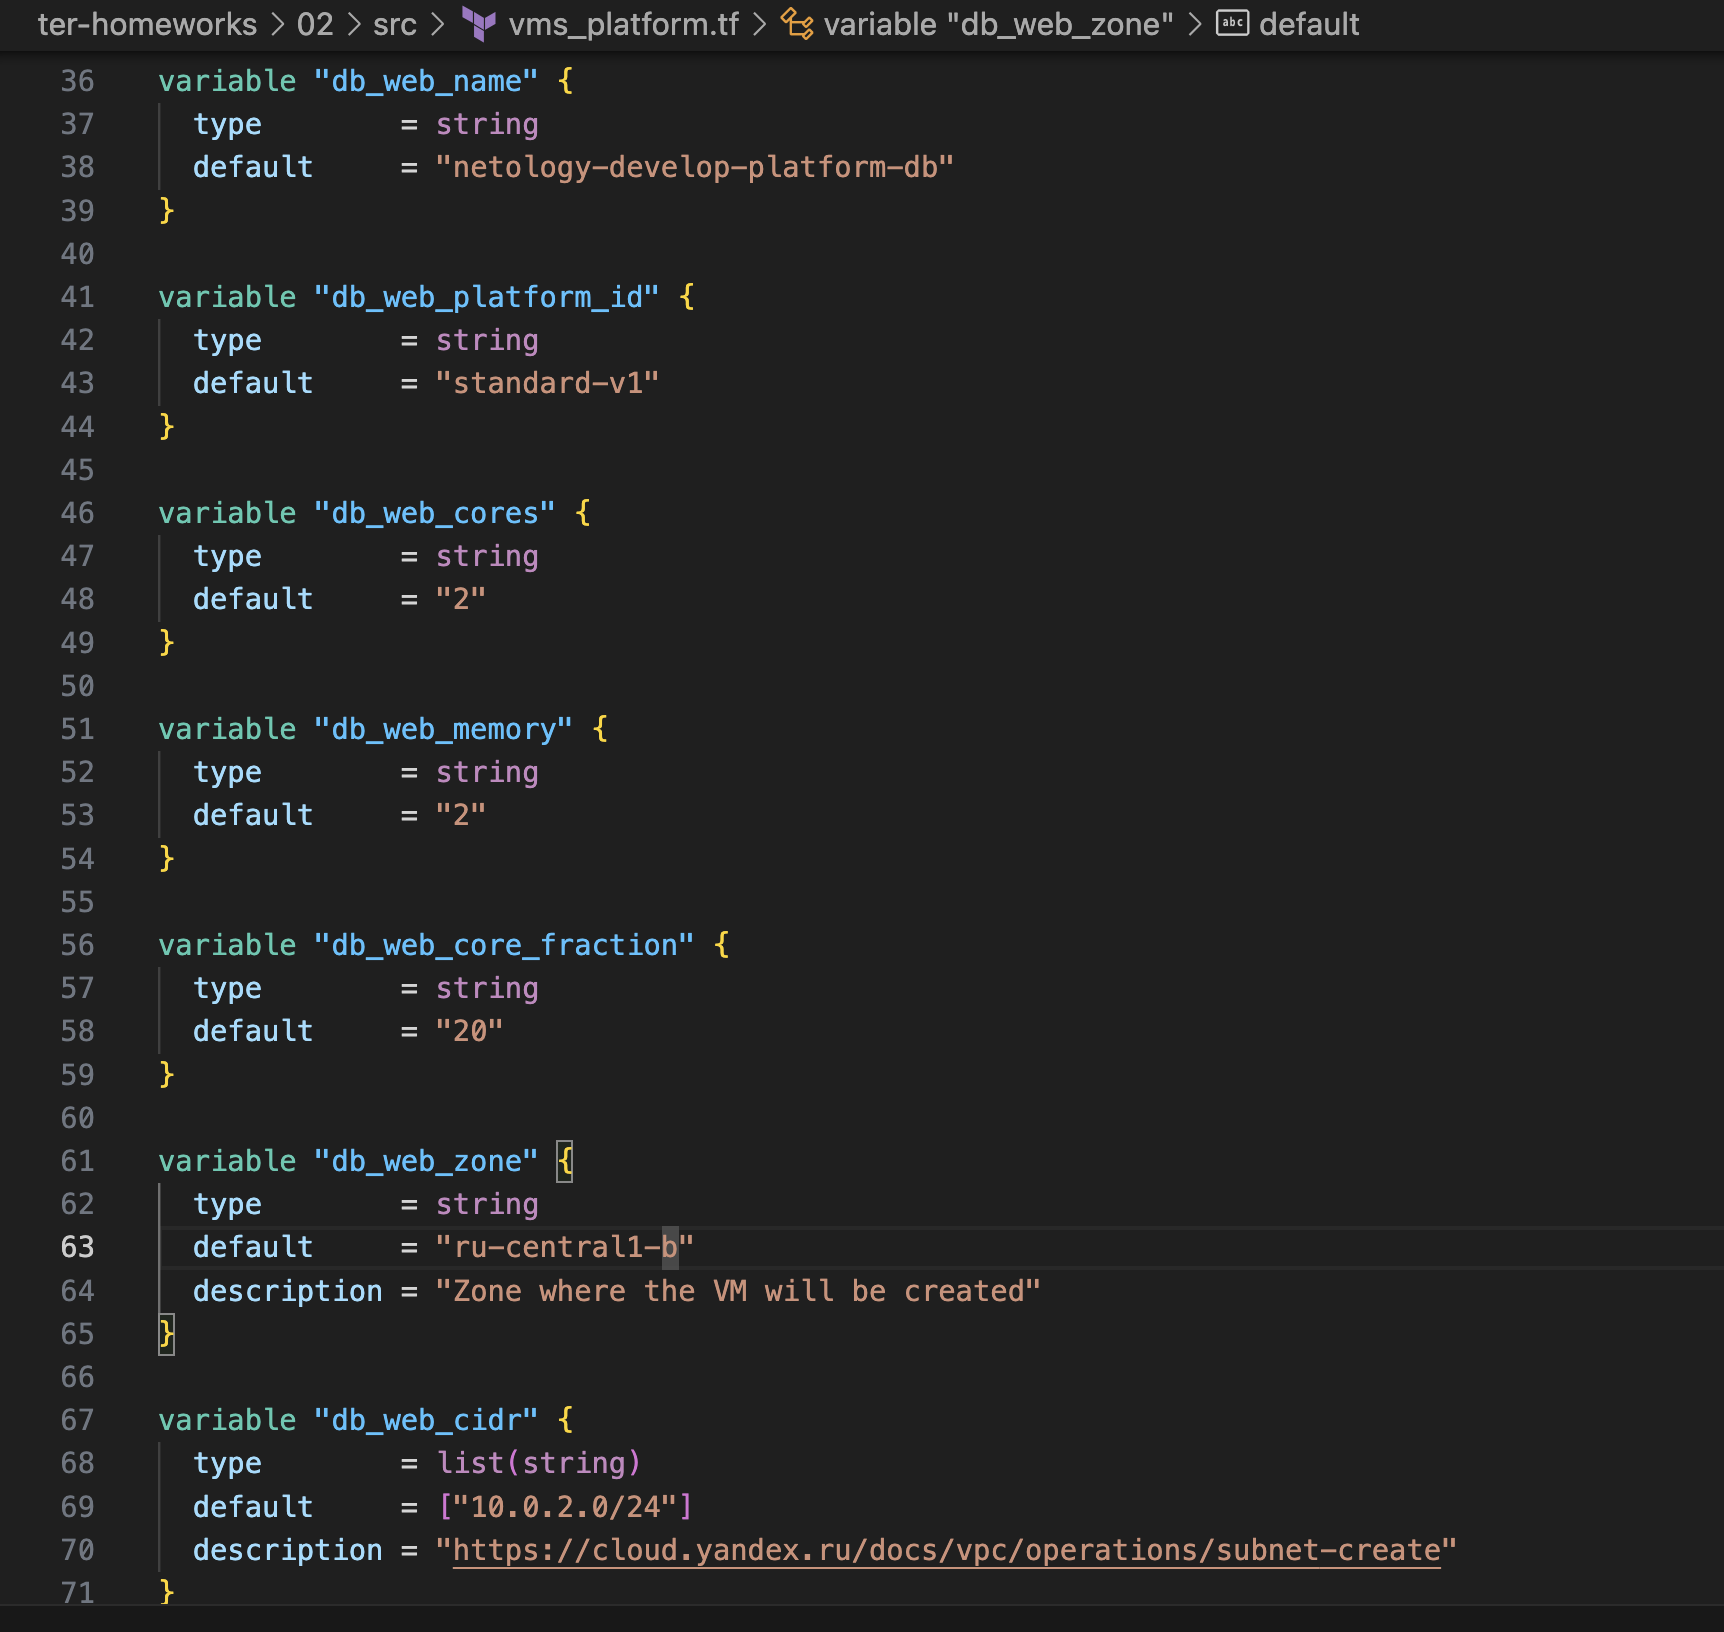 ter-homeworks > 02 > src > vms_platform.tf > variable "db_web_zone" > abc default
36 variable "db_web_name" {
37 type = string
38 default = "netology-develop-platform-db"
39 }
40
41 variable "db_web_platform_id" {
42 type = string
43 default = "standard-v1"
44 }
45
46 variable "db_web_cores" {
47 type = string
48 default = "2"
49 }
50
51 variable "db_web_memory" {
52 type = string
53 default = "2"
54 }
55
56 variable "db_web_core_fraction" {
57 type = string
58 default = "20"
59 }
60
61 variable "db_web_zone" {
62 type = string
63 default = "ru-central1-b"
64 description = "Zone where the VM will be created"
65 }
66
67 variable "db_web_cidr" {
68 type = list(string)
69 default = ["10.0.2.0/24"]
70 description = "https://cloud.yandex.ru/docs/vpc/operations/subnet-create"
71 }